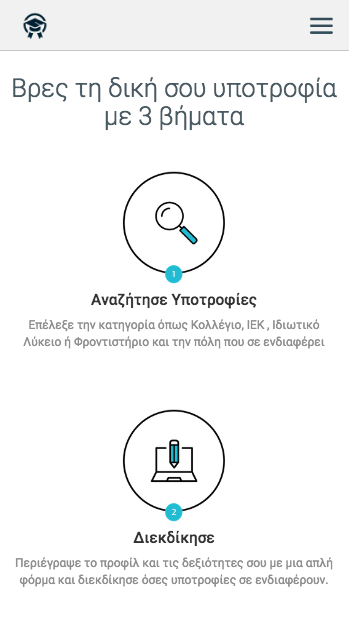 Βρες τη δική σου υποτροφία
με 3 βήματα
1
Αναζήτησε Υποτροφίες
Επέλεξε την κατηγορία όπως Κολλέγιο, ΙΕΚ , Ιδιωτικό
Λύκειο ή Φροντιστήριο και την πόλη που σε ενδιαφέρει
2
Διεκδίκησε
Περιέγραψε το προφίλ και τις δεξιότητες σου με μια απλή
φόρμα και διεκδίκησε όσες υποτροφίες σε ενδιαφέρουν.